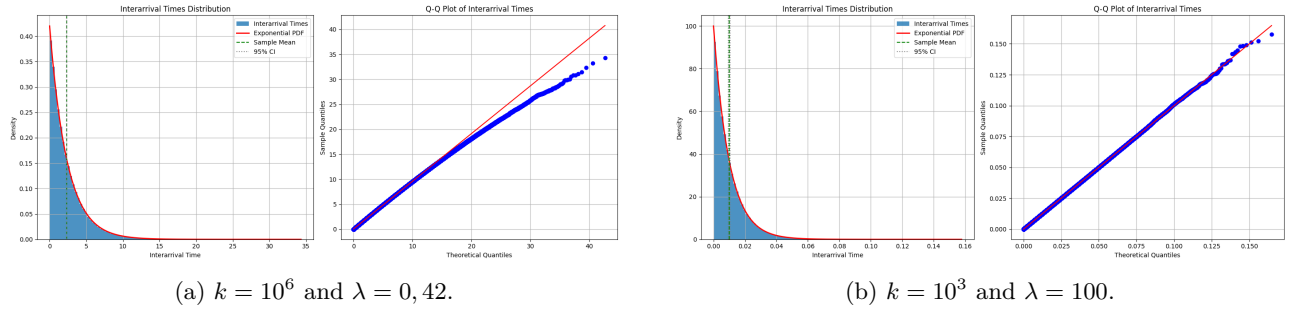 Interarrival Times Distribution
Interarrival Times
Exponential PDF
Sample Mean
95% CI
0.40
0.35
0.30
0.25
0.20
0.15
0.10
0.05
0.00
Density
0 5 10 15 20 25 30 35
Interarrival Time
Q-Q Plot of Interarrival Times
40
35
30
25
20
15
10
5
0
Sample Quantiles
0 10 20 30 40
Theoretical Quantiles
(a) k = 10^6 and λ = 0, 42.
Interarrival Times Distribution
Interarrival Times
Exponential PDF
Sample Mean
95% CI
100
80
60
40
20
0
Density
0.00 0.02 0.04 0.06 0.08 0.10 0.12 0.14 0.16
Interarrival Time
Q-Q Plot of Interarrival Times
0.150
0.125
0.100
0.075
0.050
0.025
0.000
Sample Quantiles
0.000 0.025 0.050 0.075 0.100 0.125 0.150
Theoretical Quantiles
(b) k = 10^3 and λ = 100.